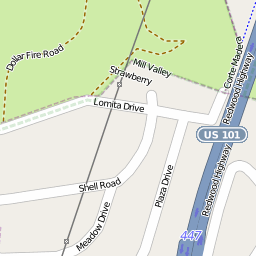 Dollar Fire Road
Mill Valley
Strawberry
Corte Madera
Redwood Highway
Lomita Drive
US 101
Shell Road
Plaza Drive
Redwood Highway
Meadow Drive
447